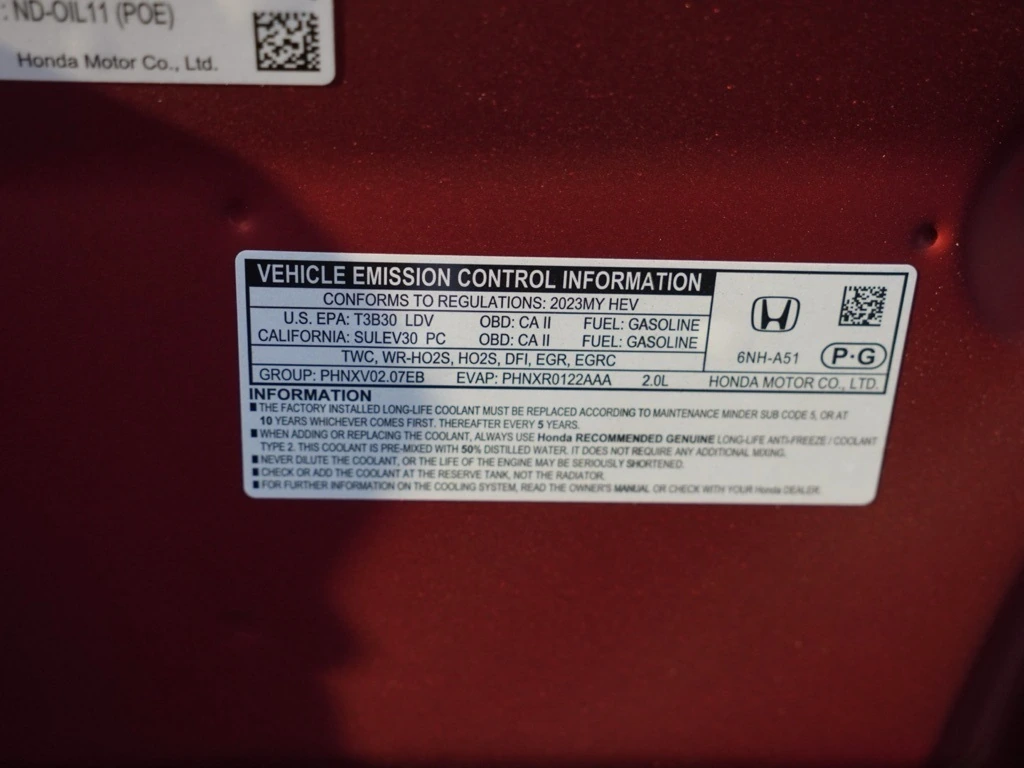 : ND-OIL11 (POE)
Honda Motor Co., Ltd.
VEHICLE EMISSION CONTROL INFORMATION
CONFORMS TO REGULATIONS: 2023MY HEV
U.S. EPA: T3B30 LDV OBD: CA II FUEL: GASOLINE
CALIFORNIA: SULEV30 PC OBD: CA II FUEL: GASOLINE
TWC, WR-HO2S, HO2S, DFI, EGR, EGRC
6NH-A51 P·G
GROUP: PHNXV02.07EB EVAP: PHNXR0122AAA 2.0L HONDA MOTOR CO., LTD.
INFORMATION
■ THE FACTORY INSTALLED LONG-LIFE COOLANT MUST BE REPLACED ACCORDING TO MAINTENANCE MINDER SUB CODE 5, OR AT
10 YEARS WHICHEVER COMES FIRST. THEREAFTER EVERY 5 YEARS.
■ WHEN ADDING OR REPLACING THE COOLANT, ALWAYS USE Honda RECOMMENDED GENUINE LONG-LIFE ANTI-FREEZE / COOLANT
TYPE 2. THIS COOLANT IS PRE-MIXED WITH 50% DISTILLED WATER. IT DOES NOT REQUIRE ANY ADDITIONAL MIXING.
■ NEVER DILUTE THE COOLANT, OR THE LIFE OF THE ENGINE MAY BE SERIOUSLY SHORTENED.
■ CHECK OR ADD THE COOLANT AT THE RESERVE TANK, NOT THE RADIATOR.
■ FOR FURTHER INFORMATION ON THE COOLING SYSTEM, READ THE OWNER'S MANUAL OR CHECK WITH YOUR Honda DEALER.